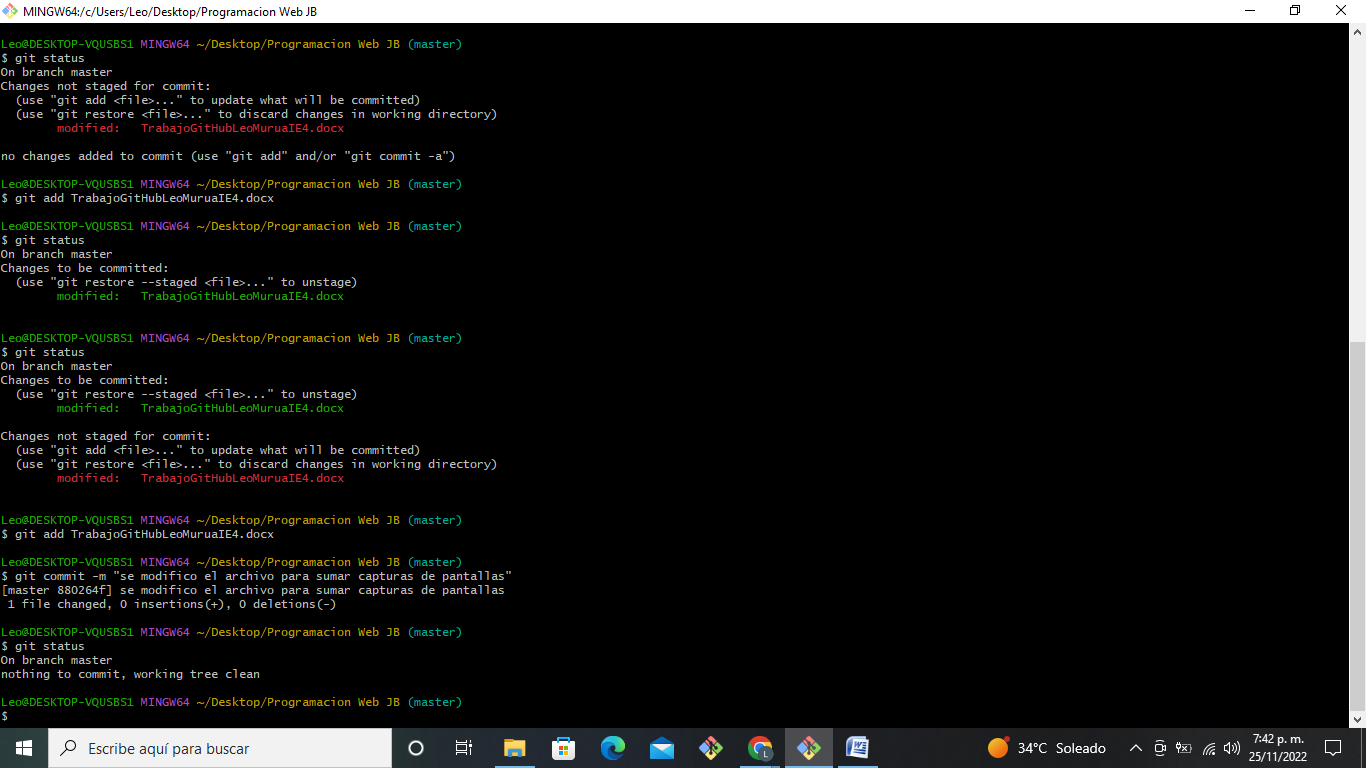 MINGW64:/c/Users/Leo/Desktop/Programacion Web JB
Leo@DESKTOP-VQUSBS1 MINGW64 ~/Desktop/Programacion Web JB (master)
$ git status
On branch master
Changes not staged for commit:
  (use "git add <file>..." to update what will be committed)
  (use "git restore <file>..." to discard changes in working directory)
        modified:   TrabajoGitHubLeoMuruaIE4.docx
no changes added to commit (use "git add" and/or "git commit -a")
Leo@DESKTOP-VQUSBS1 MINGW64 ~/Desktop/Programacion Web JB (master)
$ git add TrabajoGitHubLeoMuruaIE4.docx
Leo@DESKTOP-VQUSBS1 MINGW64 ~/Desktop/Programacion Web JB (master)
$ git status
On branch master
Changes to be committed:
  (use "git restore --staged <file>..." to unstage)
        modified:   TrabajoGitHubLeoMuruaIE4.docx
Leo@DESKTOP-VQUSBS1 MINGW64 ~/Desktop/Programacion Web JB (master)
$ git status
On branch master
Changes to be committed:
  (use "git restore --staged <file>..." to unstage)
        modified:   TrabajoGitHubLeoMuruaIE4.docx
Changes not staged for commit:
  (use "git add <file>..." to update what will be committed)
  (use "git restore <file>..." to discard changes in working directory)
        modified:   TrabajoGitHubLeoMuruaIE4.docx
Leo@DESKTOP-VQUSBS1 MINGW64 ~/Desktop/Programacion Web JB (master)
$ git add TrabajoGitHubLeoMuruaIE4.docx
Leo@DESKTOP-VQUSBS1 MINGW64 ~/Desktop/Programacion Web JB (master)
$ git commit -m "se modifico el archivo para sumar capturas de pantallas"
[master 880264f] se modifico el archivo para sumar capturas de pantallas
 1 file changed, 0 insertions(+), 0 deletions(-)
Leo@DESKTOP-VQUSBS1 MINGW64 ~/Desktop/Programacion Web JB (master)
$ git status
On branch master
nothing to commit, working tree clean
Leo@DESKTOP-VQUSBS1 MINGW64 ~/Desktop/Programacion Web JB (master)
$
Escribe aquí para buscar
34°C Soleado
7:42 p. m.
25/11/2022